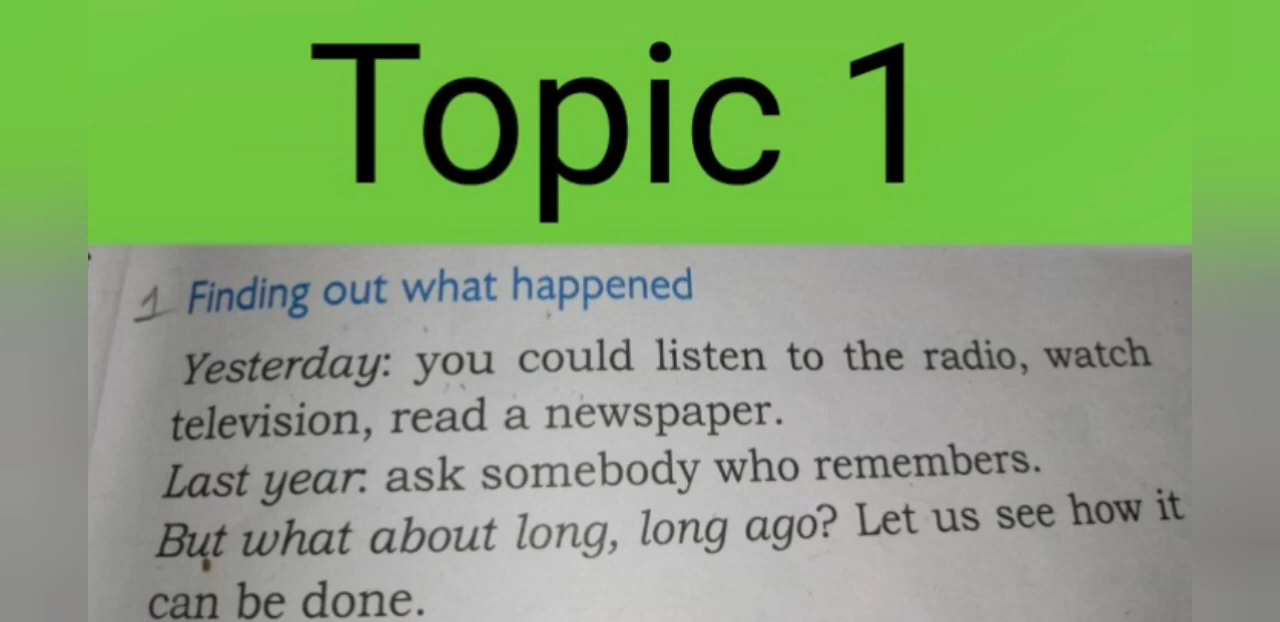 Topic 1
1 Finding out what happened
Yesterday: you could listen to the radio, watch
television, read a newspaper.
Last year: ask somebody who remembers.
But what about long, long ago? Let us see how it
can be done.